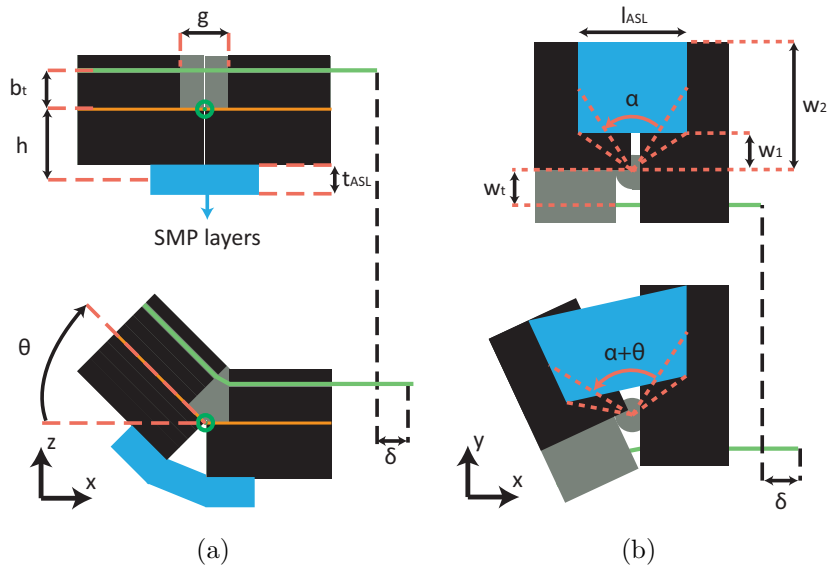 g
bt
h
tASL
SMP layers
θ
z
x
δ
(a)
lASL
α
w2
w1
wt
α+θ
y
x
δ
(b)